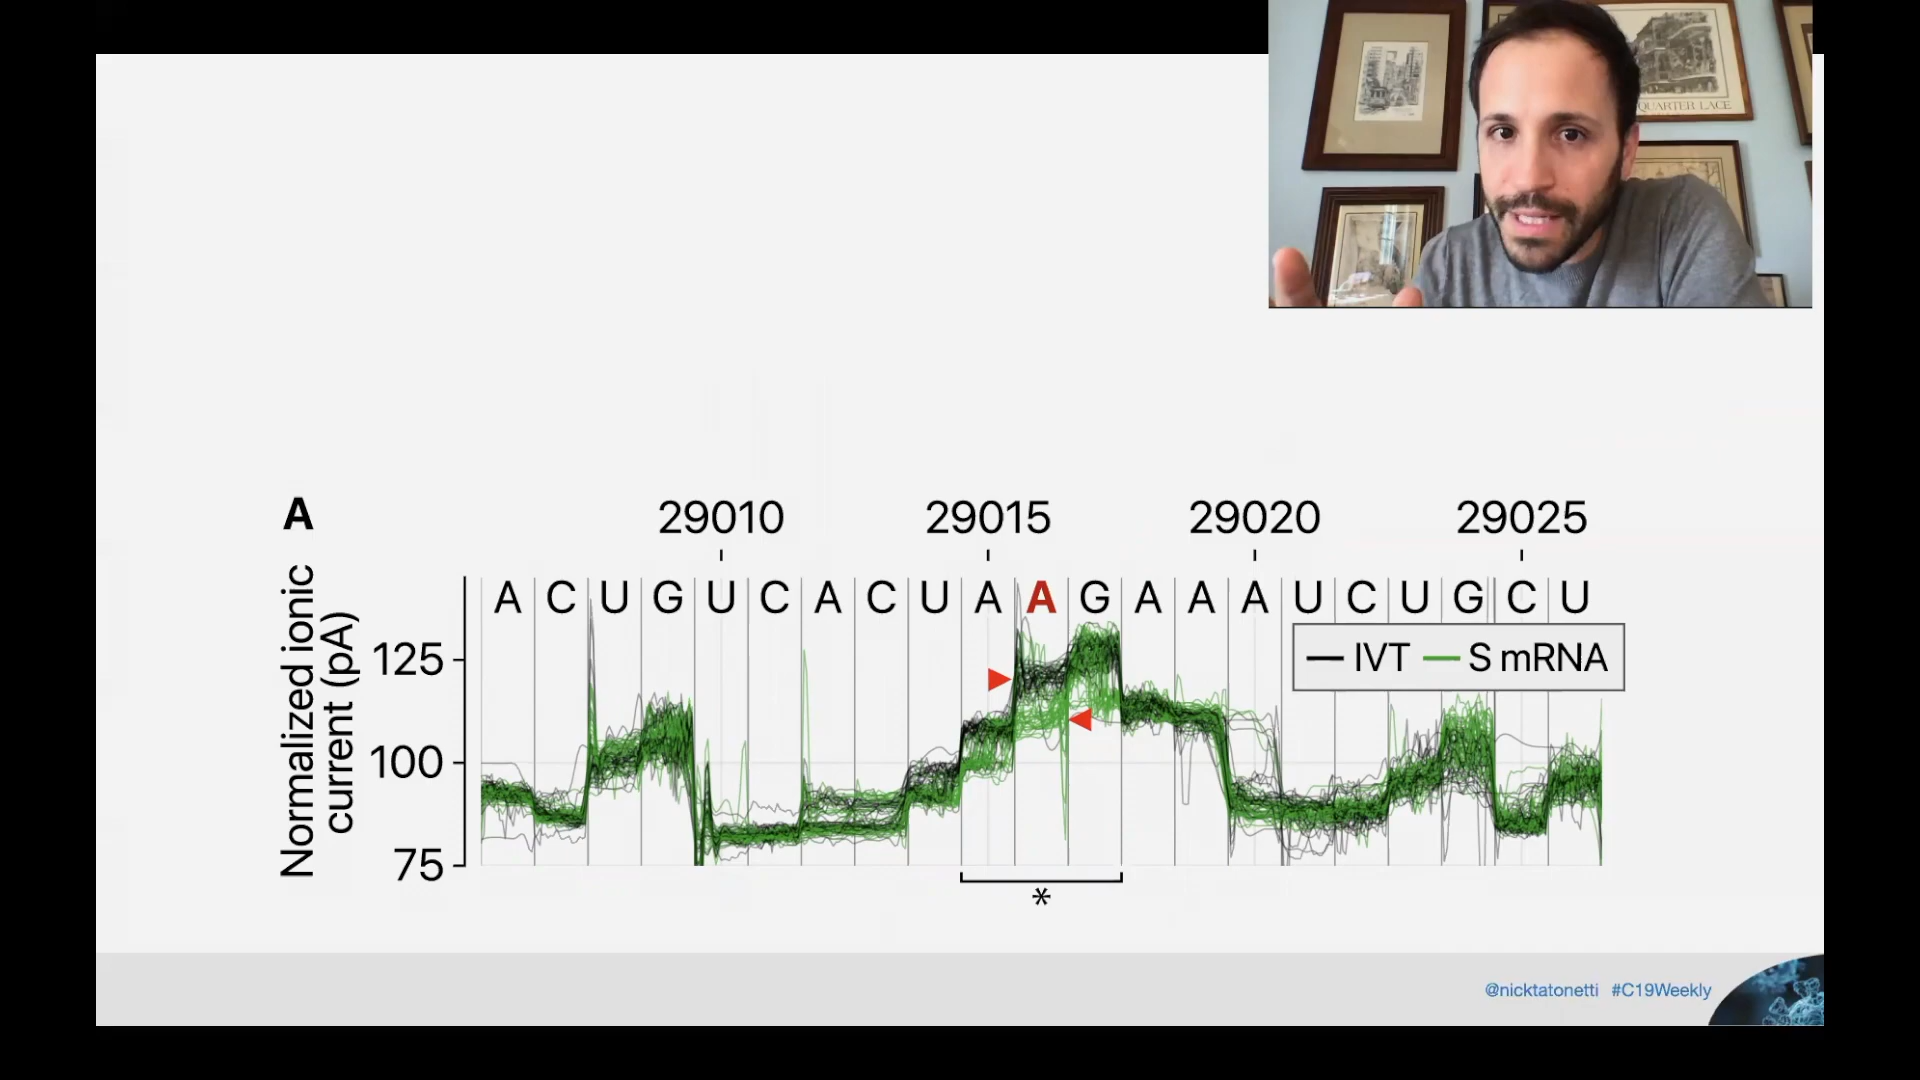 QUARTER LACE
A
29010 29015 29020 29025
A C U G U C A C U A A G A A A U C U G C U
Normalized ionic
current (pA)
125
100
75
IVT S mRNA
*
@nicktatonetti #C19Weekly